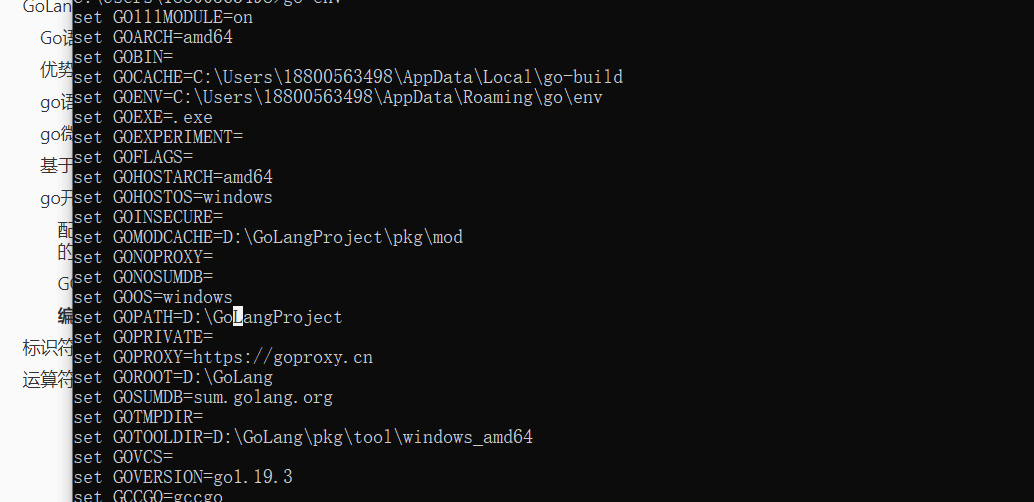 GoLan
Go语
优势
go语
go微
基于
go开
配
的
GO
编
标识符
运算符
set GO111MODULE=on
set GOARCH=amd64
set GOBIN=
set GOCACHE=C:\Users\18800563498\AppData\Local\go-build
set GOENV=C:\Users\18800563498\AppData\Roaming\go\env
set GOEXE=.exe
set GOEXPERIMENT=
set GOFLAGS=
set GOHOSTARCH=amd64
set GOHOSTOS=windows
set GOINSECURE=
set GOMODCACHE=D:\GoLangProject\pkg\mod
set GONOPROXY=
set GONOSUMDB=
set GOOS=windows
set GOPATH=D:\GoLangProject
set GOPRIVATE=
set GOPROXY=https://goproxy.cn
set GOROOT=D:\GoLang
set GOSUMDB=sum.golang.org
set GOTMPDIR=
set GOTOOLDIR=D:\GoLang\pkg\tool\windows_amd64
set GOVCS=
set GOVERSION=go1.19.3
set GCCGO=gccgo